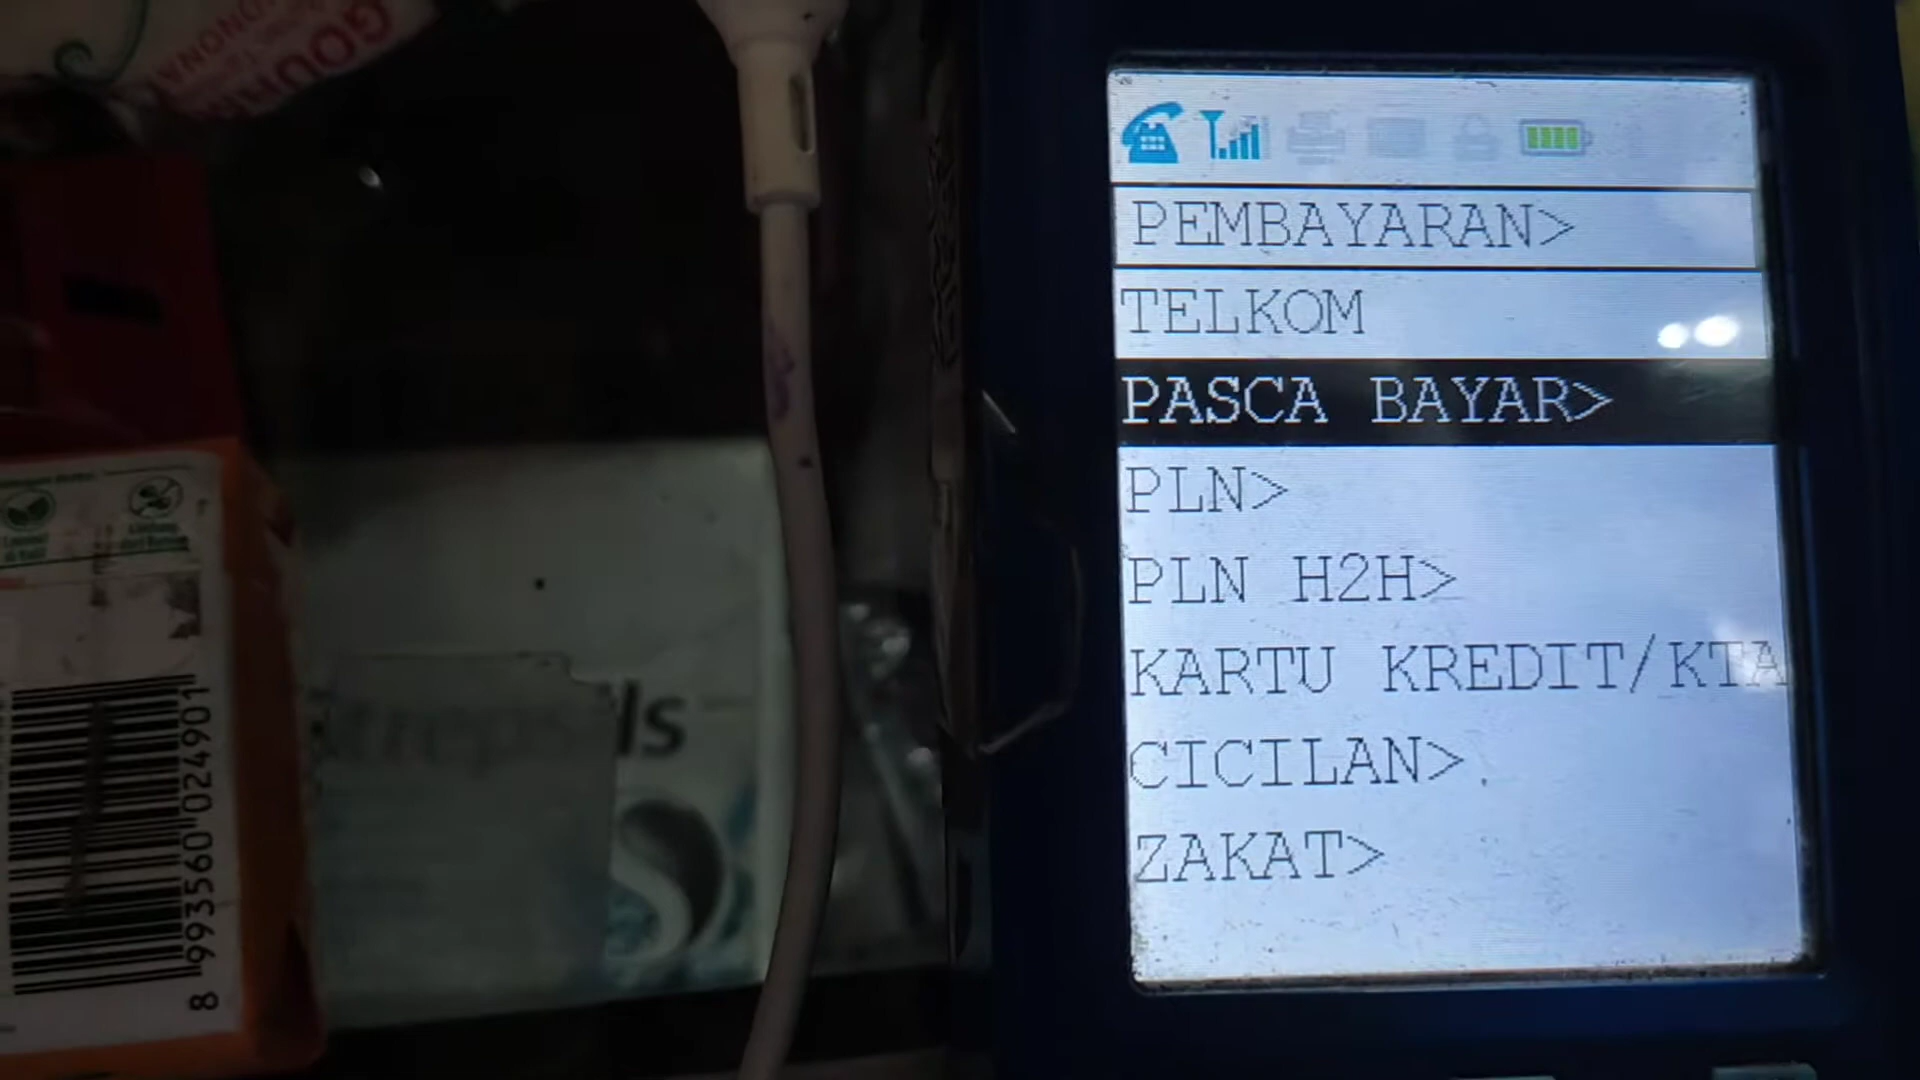 PEMBAYARAN>
TELKOM
PASCA BAYAR>
PLN>
PLN H2H>
KARTU KREDIT/KTA
CICILAN>
ZAKAT>
8 993560 024901